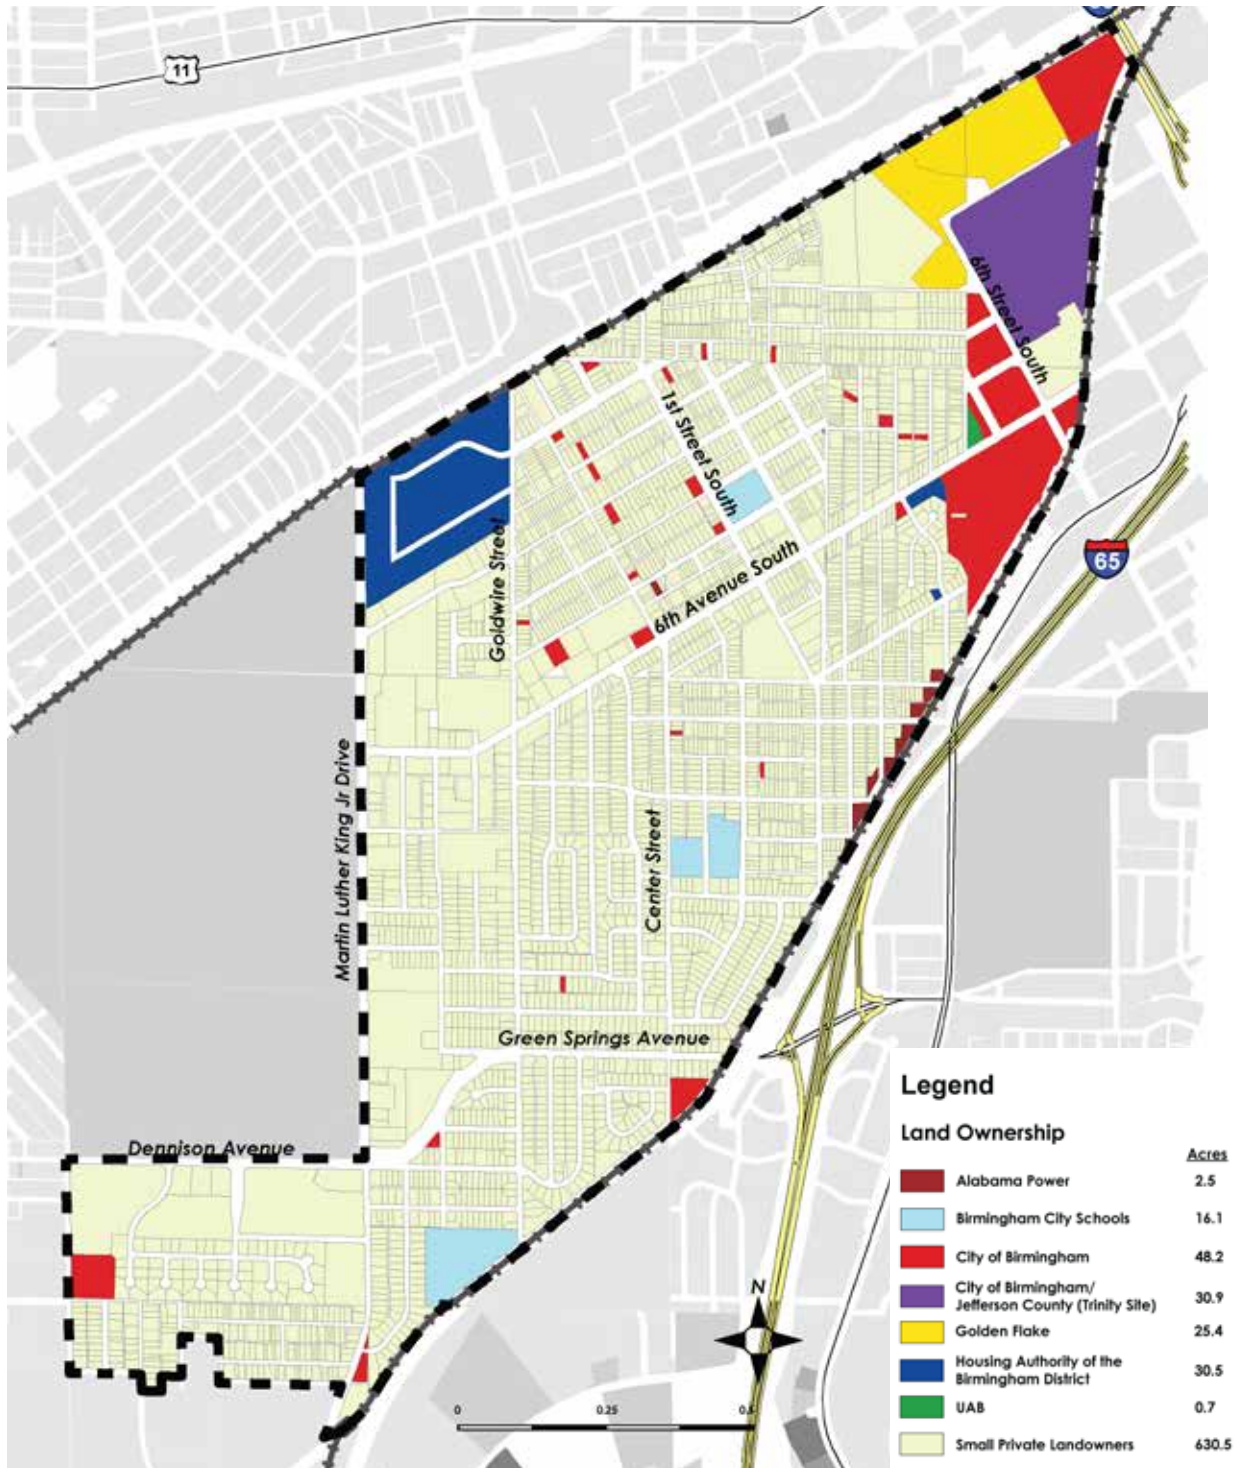 11
6th Street South
1st Street South
Goldwire Street
6th Avenue South
65
Martin Luther King Jr Drive
Center Street
Green Springs Avenue
Dennison Avenue
Legend
Land Ownership
Acres
Alabama Power 2.5
Birmingham City Schools 16.1
City of Birmingham 48.2
City of Birmingham/
Jefferson County (Trinity Site) 30.9
Golden Flake 25.4
Housing Authority of the
Birmingham District 30.5
UAB 0.7
Small Private Landowners 630.5
N
0 0.25